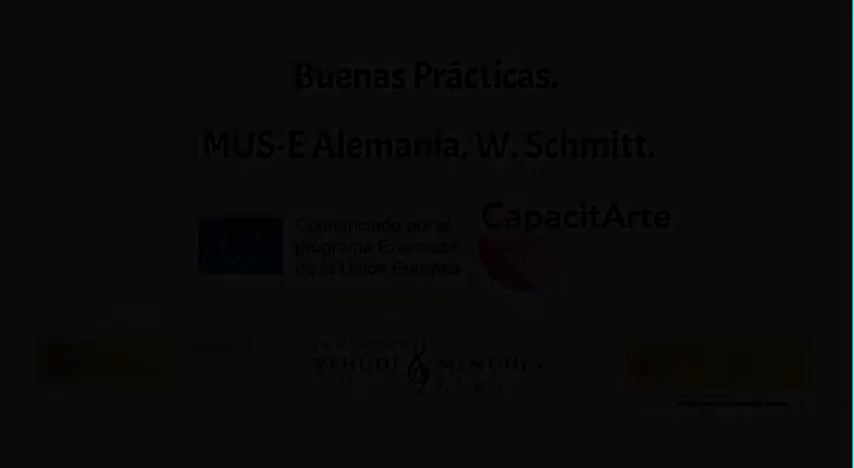 Buenas Prácticas.
MUS-E Alemania. W. Schmitt.
Cofinanciado por el
programa Erasmus+
de la Unión Europea
CapacitArte
YEHUDI MENUHIN